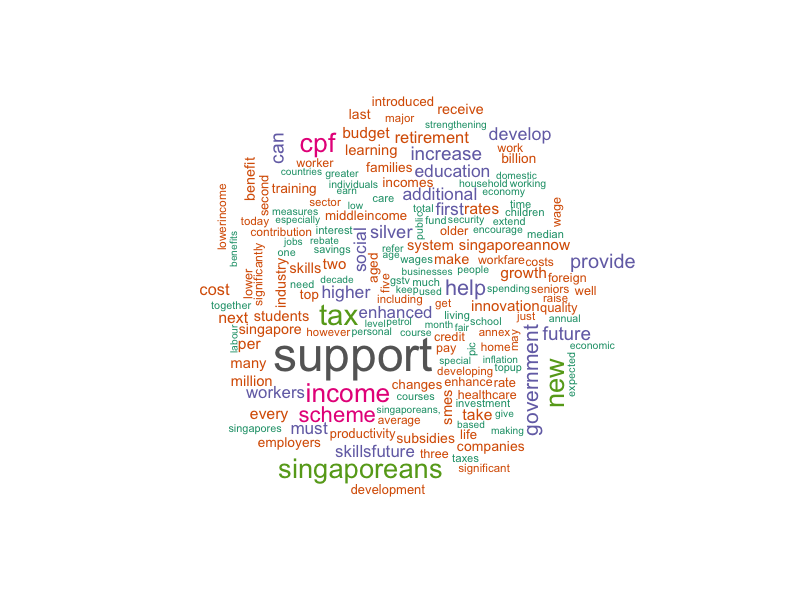 introduced
last
receive
major
strengthening
can
cpf
budget
retirement
develop
learning
increase
work
billion
benefit
worker
families
education
countries
greater
domestic
second
training
individuals
incomes
household
working
earn
additional
economy
lowerincome
measures
sector
low
care
time
especially
middleincome
total
first
rates
children
wage
today
contribution
interest
social
silver
public
older
encourage
extend
median
benefits
jobs
rebate
refer
system
singaporean
now
one
savings
age
wages
make
workfare
costs
provide
significantly
lower
industry
skills
two
aged
businesses
people
growth
foreign
cost
need
decade
five
gstv
much
help
spending
seniors
well
top
higher
keep
used
raise
together
including
get
innovation
quality
next
students
tax
enhanced
living
just
annual
labour
singapore
level
petrol
month
fair
school
future
however
personal
course
credit
annex
may
government
per
support
pay
pic
home
economic
many
special
inflation
new
expected
developing
topup
million
changes
enhance
rate
workers
income
courses
smes
healthcare
investment
every
scheme
singaporeans,
take
give
average
based
singapores
must
productivity
subsidies
life
making
employers
companies
skillsfuture
three
taxes
singaporeans
significant
development